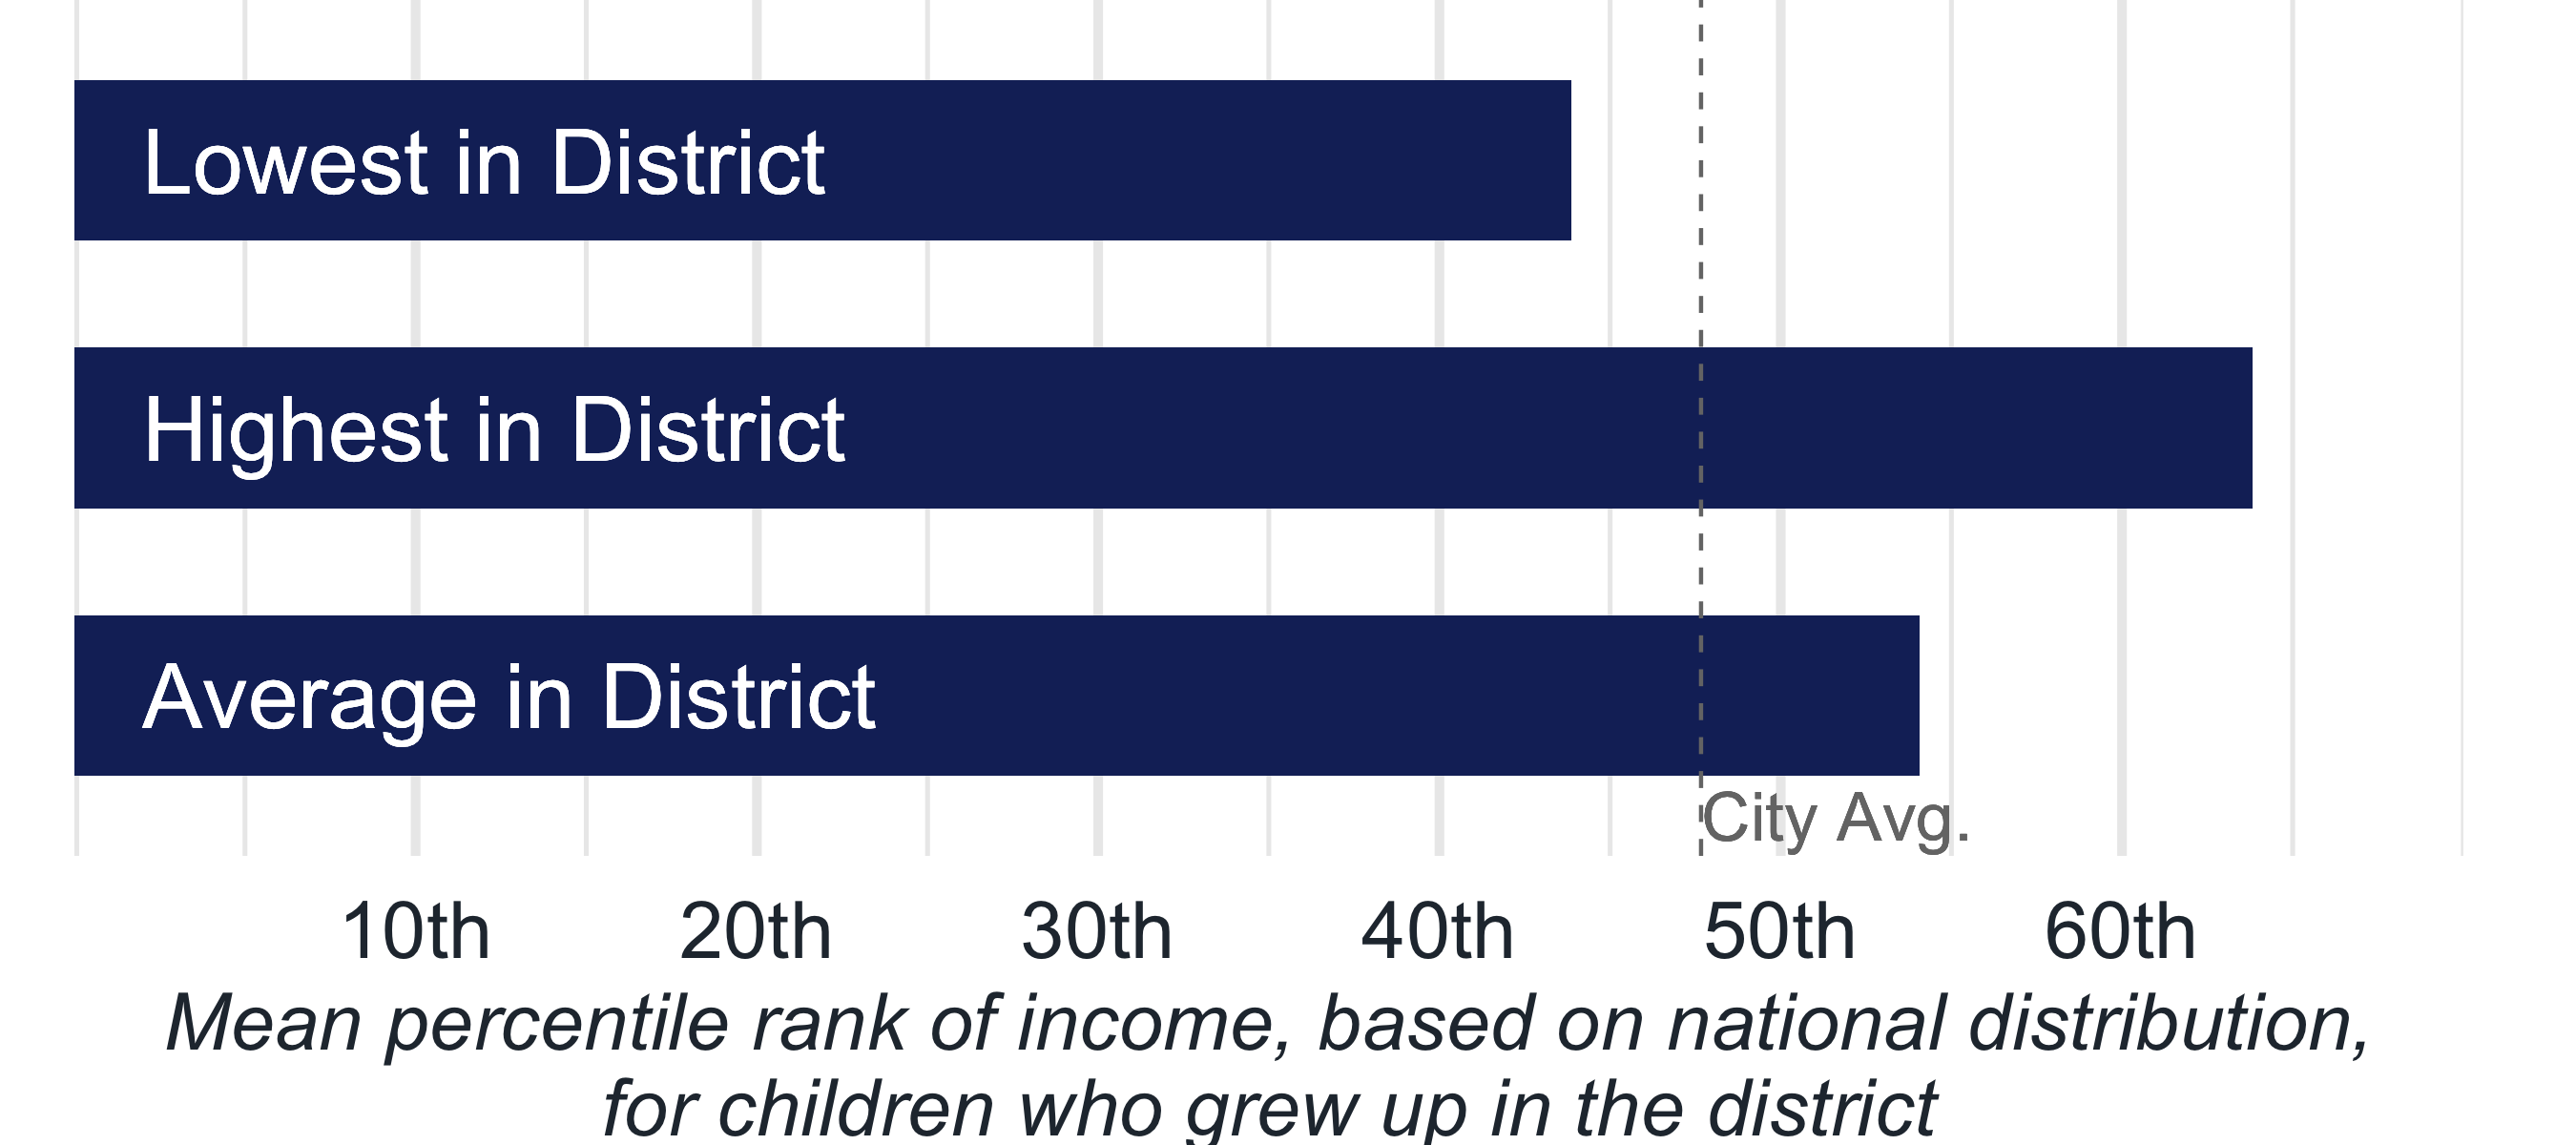 Lowest in District
Highest in District
Average in District
City Avg.
10th 20th 30th 40th 50th 60th
Mean percentile rank of income, based on national distribution,
for children who grew up in the district